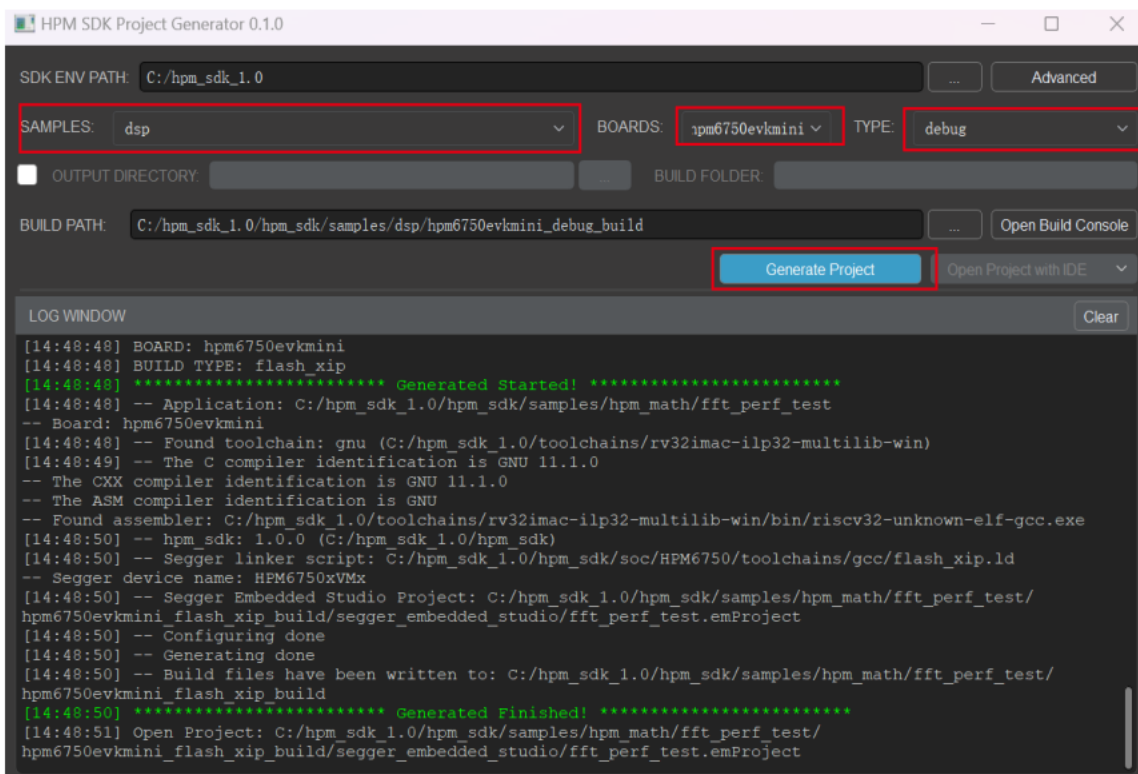 HPM SDK Project Generator 0.1.0
SDK ENV PATH: C:/hpm_sdk_1.0 ... Advanced
SAMPLES: dsp BOARDS: hpm6750evkmini TYPE: debug
OUTPUT DIRECTORY: ... BUILD FOLDER:
BUILD PATH: C:/hpm_sdk_1.0/hpm_sdk/samples/dsp/hpm6750evkmini_debug_build ... Open Build Console
Generate Project Open Project with IDE
LOG WINDOW Clear
[14:48:48] BOARD: hpm6750evkmini
[14:48:48] BUILD TYPE: flash_xip
[14:48:48] ************************* Generated Started! *************************
[14:48:48] -- Application: C:/hpm_sdk_1.0/hpm_sdk/samples/hpm_math/fft_perf_test
-- Board: hpm6750evkmini
[14:48:48] -- Found toolchain: gnu (C:/hpm_sdk_1.0/toolchains/rv32imac-ilp32-multilib-win)
[14:48:49] -- The C compiler identification is GNU 11.1.0
-- The CXX compiler identification is GNU 11.1.0
-- The ASM compiler identification is GNU
-- Found assembler: C:/hpm_sdk_1.0/toolchains/rv32imac-ilp32-multilib-win/bin/riscv32-unknown-elf-gcc.exe
[14:48:50] -- hpm_sdk: 1.0.0 (C:/hpm_sdk_1.0/hpm_sdk)
[14:48:50] -- Segger linker script: C:/hpm_sdk_1.0/hpm_sdk/soc/HPM6750/toolchains/gcc/flash_xip.ld
-- Segger device name: HPM6750xVMx
[14:48:50] -- Segger Embedded Studio Project: C:/hpm_sdk_1.0/hpm_sdk/samples/hpm_math/fft_perf_test/
hpm6750evkmini_flash_xip_build/segger_embedded_studio/fft_perf_test.emProject
[14:48:50] -- Configuring done
[14:48:50] -- Generating done
[14:48:50] -- Build files have been written to: C:/hpm_sdk_1.0/hpm_sdk/samples/hpm_math/fft_perf_test/
hpm6750evkmini_flash_xip_build
[14:48:50] ************************* Generated Finished! *************************
[14:48:51] Open Project: C:/hpm_sdk_1.0/hpm_sdk/samples/hpm_math/fft_perf_test/
hpm6750evkmini_flash_xip_build/segger_embedded_studio/fft_perf_test.emProject